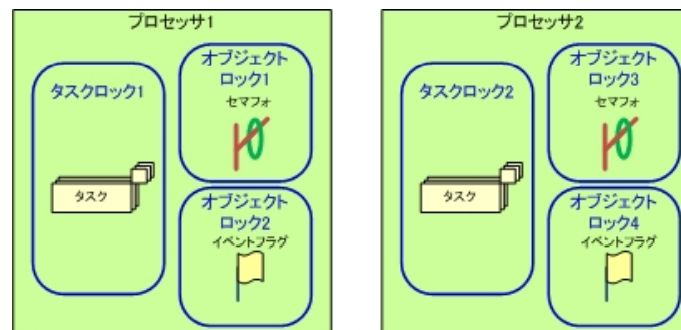 プロセッサ1
タスクロック1
タスク
オブジェクト
ロック1
セマフォ
オブジェクト
ロック2
イベントフラグ
プロセッサ2
タスクロック2
タスク
オブジェクト
ロック3
セマフォ
オブジェクト
ロック4
イベントフラグ